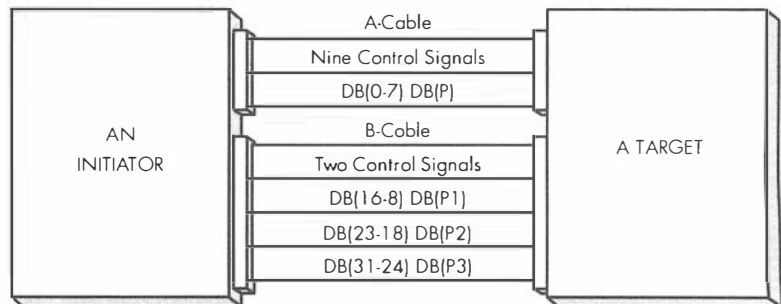 A-Cable
Nine Control Signals
DB(0-7) DB(P)
AN
INITIATOR
B-Coble
Two Control Signals
DB(16-8) DB(P1)
DB(23-18) DB(P2)
DB(31-24) DB(P3)
A TARGET